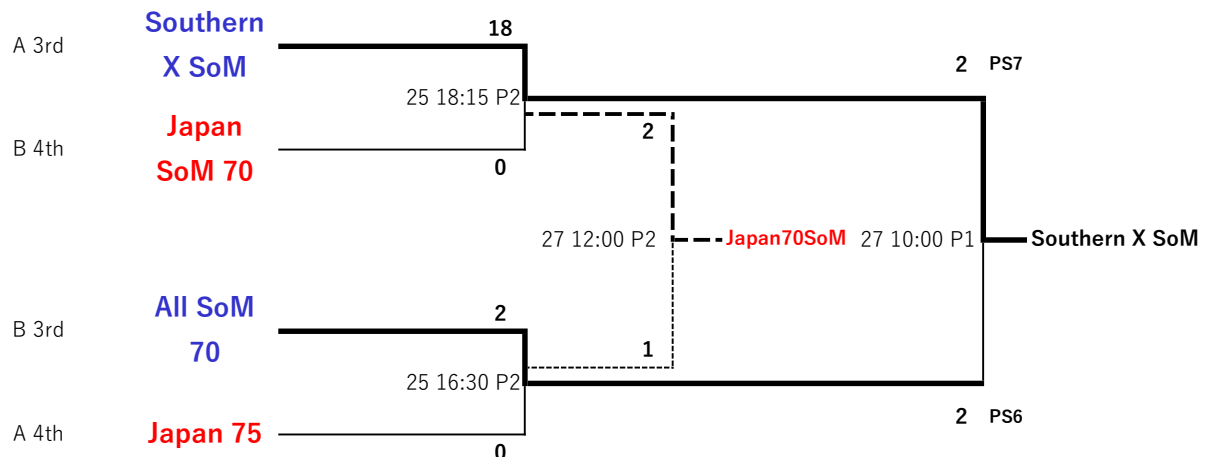 Southern
X SoM
A 3rd
18
2 PS7
25 18:15 P2
Japan
SoM 70
B 4th
2
0
27 12:00 P2
Japan70SoM
27 10:00 P1
Southern X SoM
All SoM
70
B 3rd
2
1
25 16:30 P2
2 PS6
A 4th
Japan 75
0